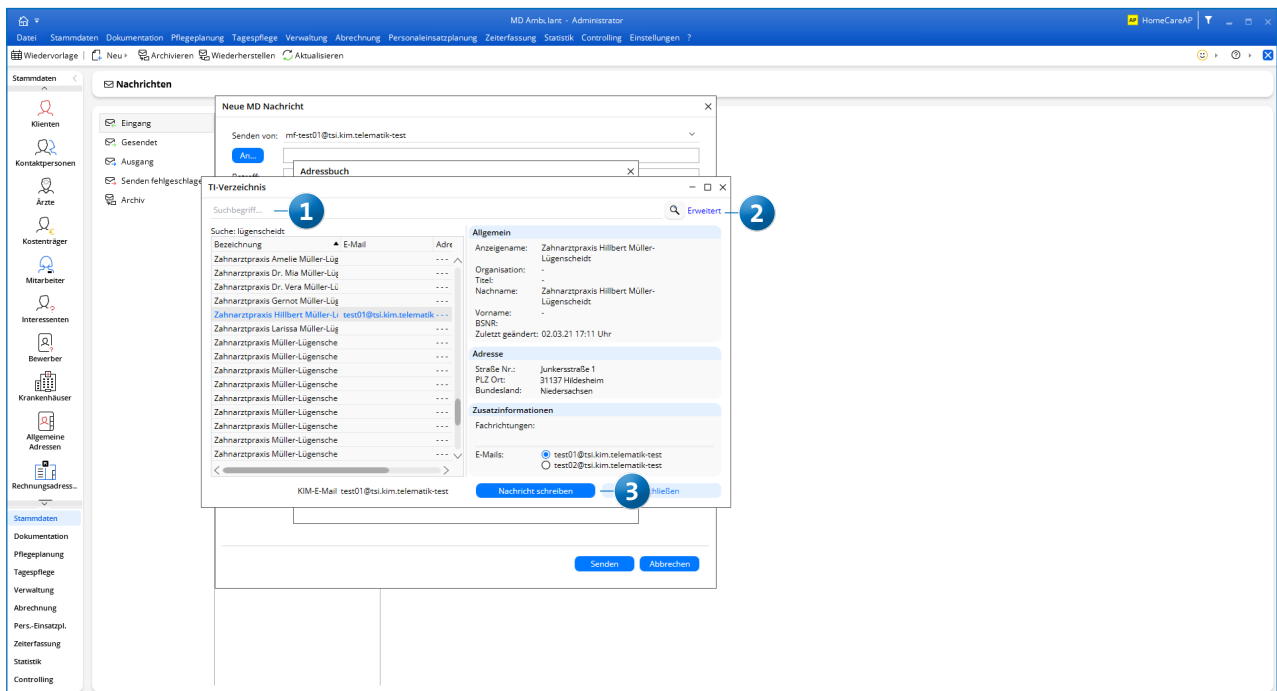 MD Ambulant - Administrator
AP HomeCareAP
Datei Stammdaten Dokumentation Pflegeplanung Tagespflege Verwaltung Abrechnung Personaleinsatzplanung Zeiterfassung Statistik Controlling Einstellungen ?
Wiedervorlage Neu Archivieren Wiederherstellen Aktualisieren
Stammdaten
Klienten
Kontaktpersonen
Ärzte
Kostenträger
Mitarbeiter
Interessenten
Bewerber
Krankenhäuser
Allgemeine
Adressen
Rechnungsadress...
Stammdaten
Dokumentation
Pflegeplanung
Tagespflege
Verwaltung
Abrechnung
Pers.-Einsatzpl.
Zeiterfassung
Statistik
Controlling
Nachrichten
Eingang
Gesendet
Ausgang
Senden fehlgeschlage
Archiv
Neue MD Nachricht
Senden von: mf-test01@tsi.kim.telematik-test
An...
Adressbuch
TI-Verzeichnis
Suchbegriff...
1
Erweitert
2
Suche: lügenscheidt
Bezeichnung E-Mail Adre
Zahnarztpraxis Amelie Müller-Lüg ---
Zahnarztpraxis Dr. Mia Müller-Lüg ---
Zahnarztpraxis Dr. Vera Müller-Lü ---
Zahnarztpraxis Gernot Müller-Lüg ---
Zahnarztpraxis Hillbert Müller-Lü test01@tsi.kim.telematik ---
Zahnarztpraxis Larissa Müller-Lüg ---
Zahnarztpraxis Müller-Lügensche ---
Zahnarztpraxis Müller-Lügensche ---
Zahnarztpraxis Müller-Lügensche ---
Zahnarztpraxis Müller-Lügensche ---
Zahnarztpraxis Müller-Lügensche ---
Zahnarztpraxis Müller-Lügensche ---
Zahnarztpraxis Müller-Lügensche ---
Zahnarztpraxis Müller-Lügensche ---
Zahnarztpraxis Müller-Lügensche ---
Allgemein
Anzeigename: Zahnarztpraxis Hillbert Müller-
Lügenscheidt
Organisation: -
Titel: -
Nachname: Zahnarztpraxis Hillbert Müller-
Lügenscheidt
Vorname: -
BSNR:
Zuletzt geändert: 02.03.21 17:11 Uhr
Adresse
Straße Nr.: Junkersstraße 1
PLZ Ort: 31137 Hildesheim
Bundesland: Niedersachsen
Zusatzinformationen
Fachrichtungen:
E-Mails: test01@tsi.kim.telematik-test
test02@tsi.kim.telematik-test
KIM-E-Mail test01@tsi.kim.telematik-test
Nachricht schreiben
3
hließen
Senden Abbrechen